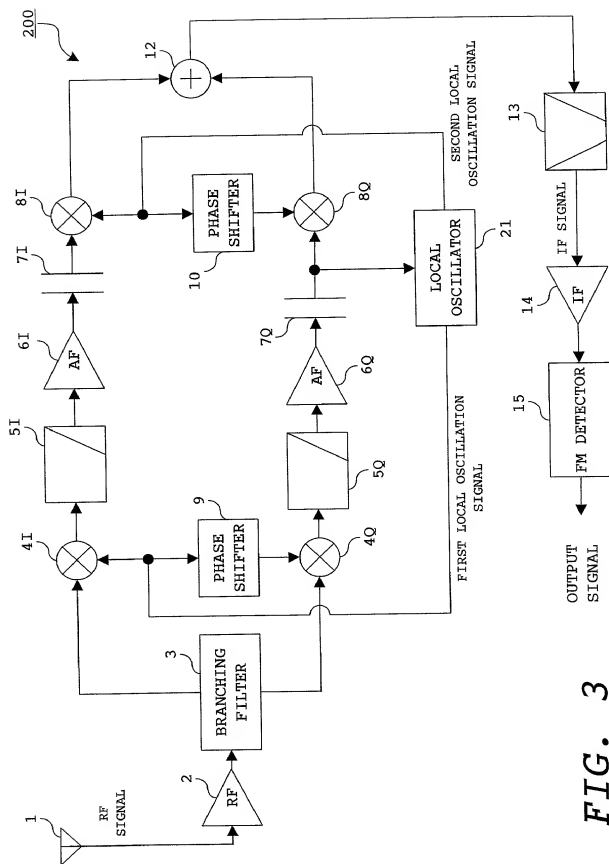 200
1
RF
SIGNAL
2
RF
3
BRANCHING
FILTER
4I
5I
6I
AF
7I
8I
12
9
PHASE
SHIFTER
10
PHASE
SHIFTER
4Q
5Q
6Q
AF
7Q
8Q
LOCAL
OSCILLATOR
21
FIRST LOCAL OSCILLATION
SIGNAL
SECOND LOCAL
OSCILLATION SIGNAL
13
IF SIGNAL
14
IF
15
FM DETECTOR
OUTPUT
SIGNAL
FIG. 3